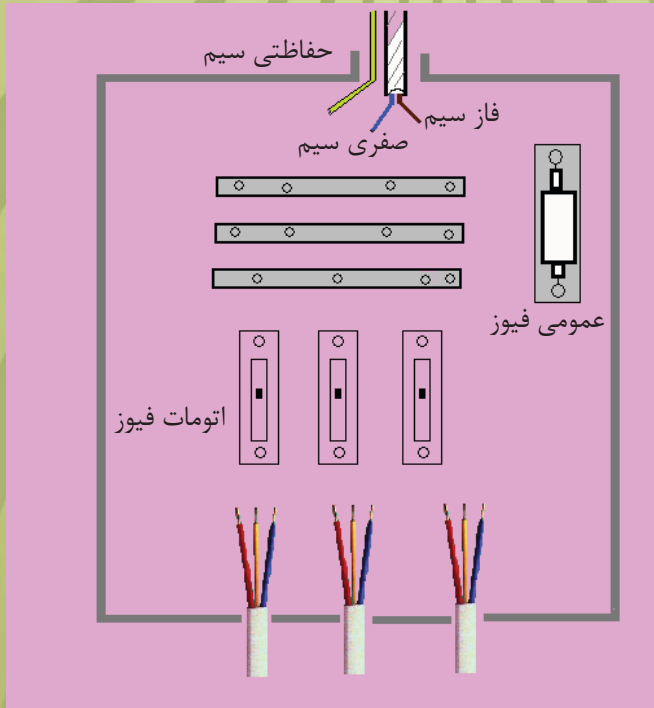 حفاظتی سیم
فاز سیم
صفری سیم
عمومی فیوز
اتومات فیوز